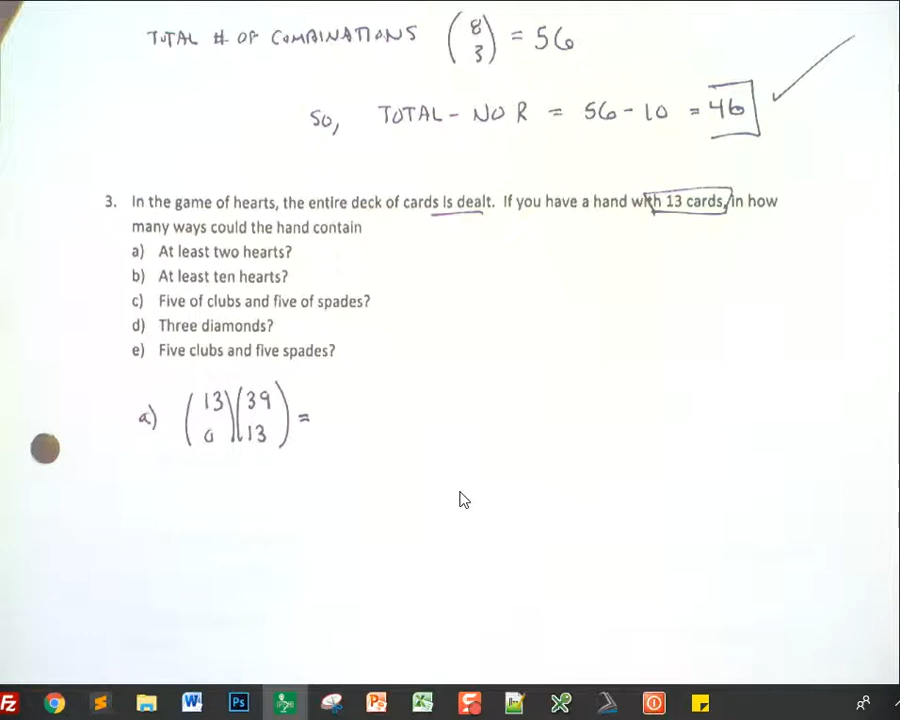 TOTAL # OF COMBINATIONS (8 3) = 56
SO, TOTAL - NO R = 56 - 10 = 46
3. In the game of hearts, the entire deck of cards is dealt. If you have a hand with 13 cards, in how
many ways could the hand contain
a) At least two hearts?
b) At least ten hearts?
c) Five of clubs and five of spades?
d) Three diamonds?
e) Five clubs and five spades?
a) (13 0)(39 13) =
Fz W Ps P X